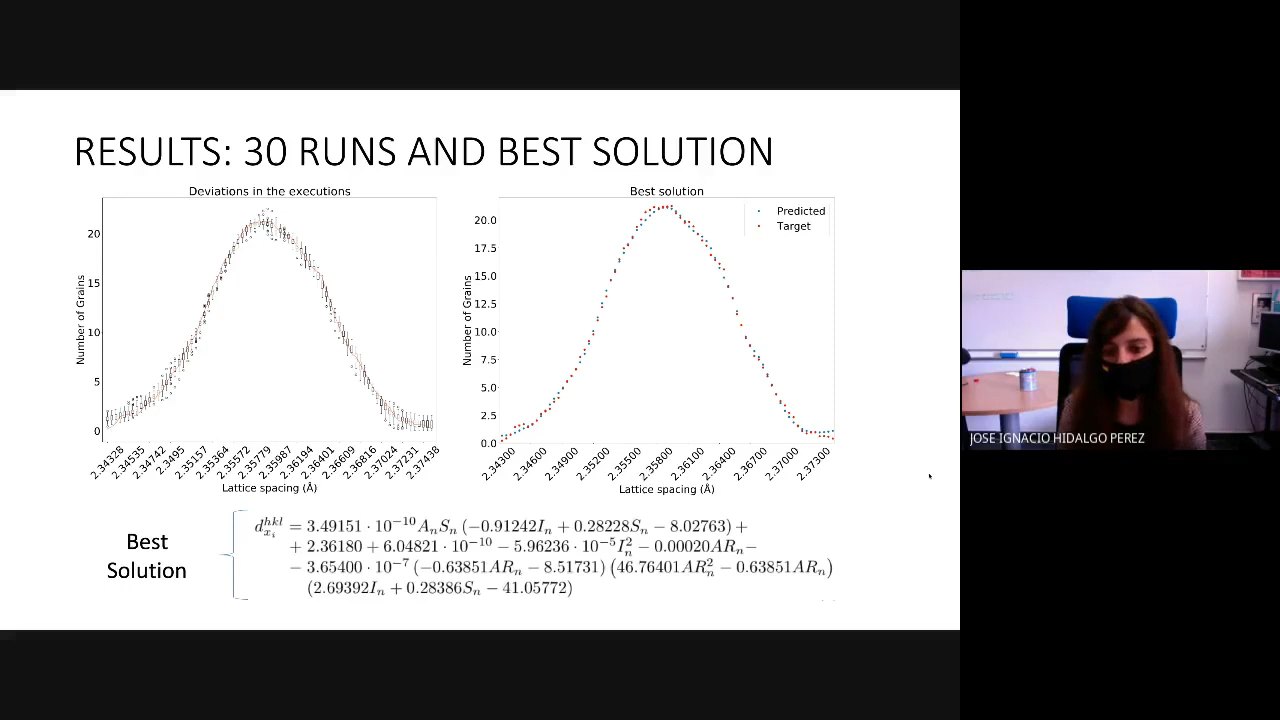 RESULTS: 30 RUNS AND BEST SOLUTION
Deviations in the executions
Number of Grains
20
15
10
5
0
2.34328 2.34535 2.34742 2.3495 2.35157 2.35364 2.35572 2.35779 2.35987 2.36194 2.36401 2.36609 2.36816 2.37024 2.37231 2.37438
Lattice spacing (Å)
Best solution
Predicted
Target
Number of Grains
20.0
17.5
15.0
12.5
10.0
7.5
5.0
2.5
0.0
2.34300 2.34600 2.34900 2.35200 2.35500 2.35800 2.36100 2.36400 2.36700 2.37000 2.37300
Lattice spacing (Å)
Best
Solution
d_{x_i}^{hkl} = 3.49151 · 10^{−10} A_n S_n (−0.91242I_n + 0.28228S_n − 8.02763) +
+ 2.36180 + 6.04821 · 10^{−10} − 5.96236 · 10^{−5} I_n^2 − 0.00020AR_n −
− 3.65400 · 10^{−7} (−0.63851AR_n − 8.51731) (46.76401AR_n^2 − 0.63851AR_n)
(2.69392I_n + 0.28386S_n − 41.05772)
JOSE IGNACIO HIDALGO PEREZ